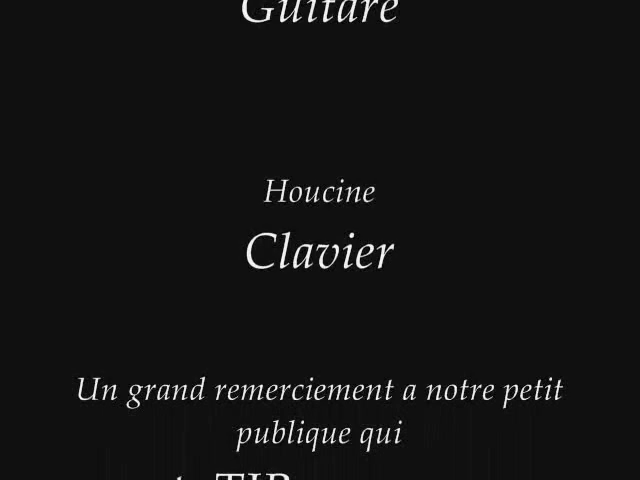 Guitare
Houcine
Clavier
Un grand remerciement a notre petit
publique qui